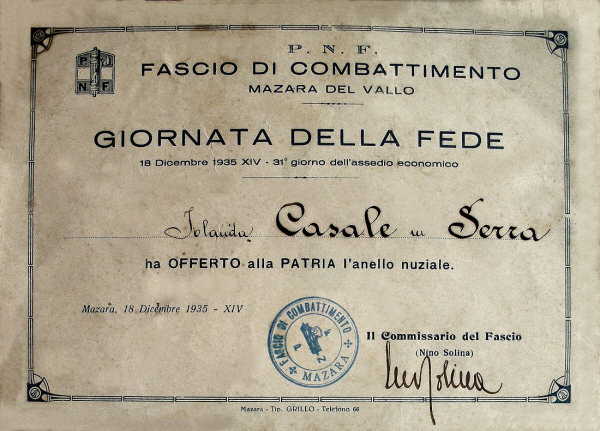 P. N. F.
P N
N F
FASCIO DI COMBATTIMENTO
MAZARA DEL VALLO
GIORNATA DELLA FEDE
18 Dicembre 1935 XIV - 31° giorno dell'assedio economico
Iolanda Casale in Serra
ha OFFERTO alla PATRIA l'anello nuziale.
Mazara, 18 Dicembre 1935 - XIV
FASCIO DI COMBATTIMENTO
MAZARA
Il Commissario del Fascio
(Nino Solina)
Mazara - Tip. GRILLO - Telefono 66